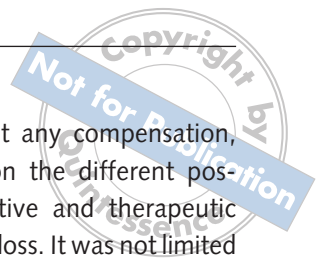 Copyright by
Not for Publication
Quintessence
t any compensation,
n the different pos-
tive and therapeutic
loss. It was not limited